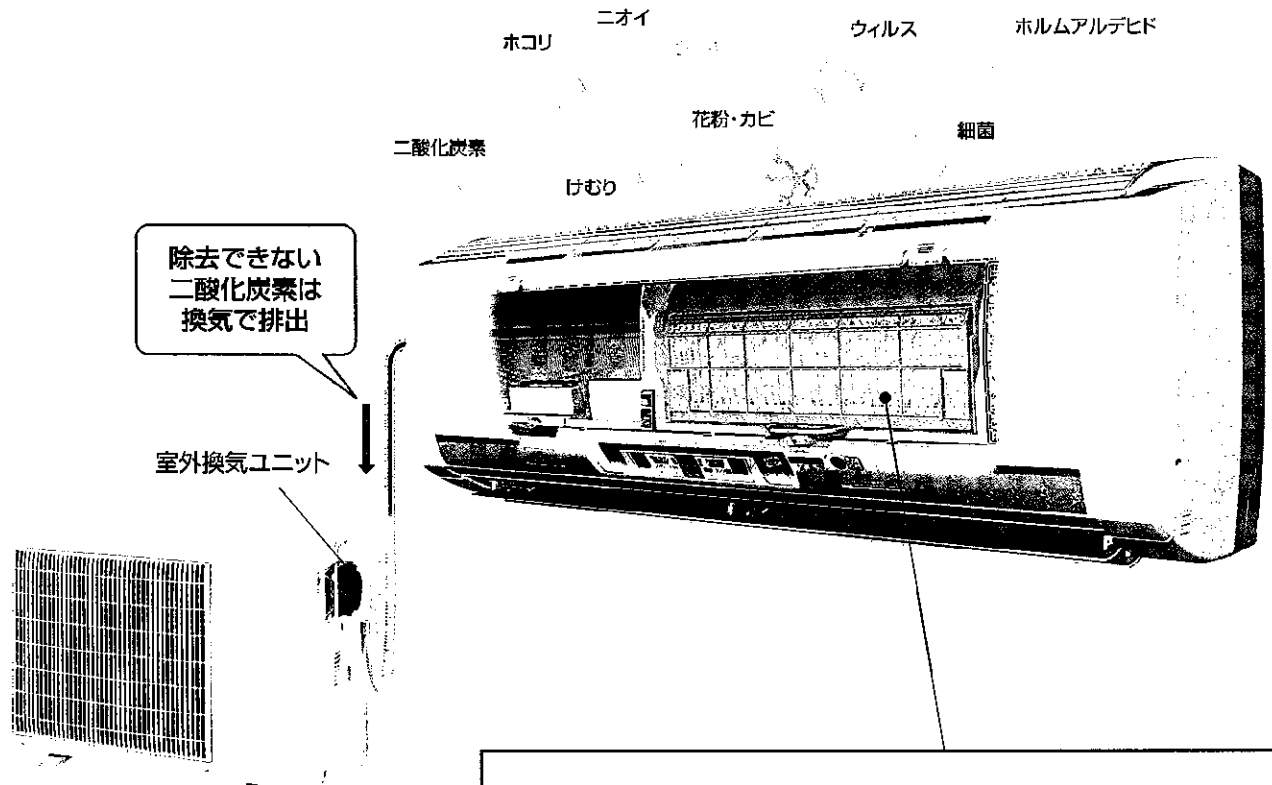 ニオイ
ホコリ
ウィルス
ホルムアルデヒド
花粉・カビ
細菌
二酸化炭素
けむり
除去できない
二酸化炭素は
換気で排出
室外換気ユニット